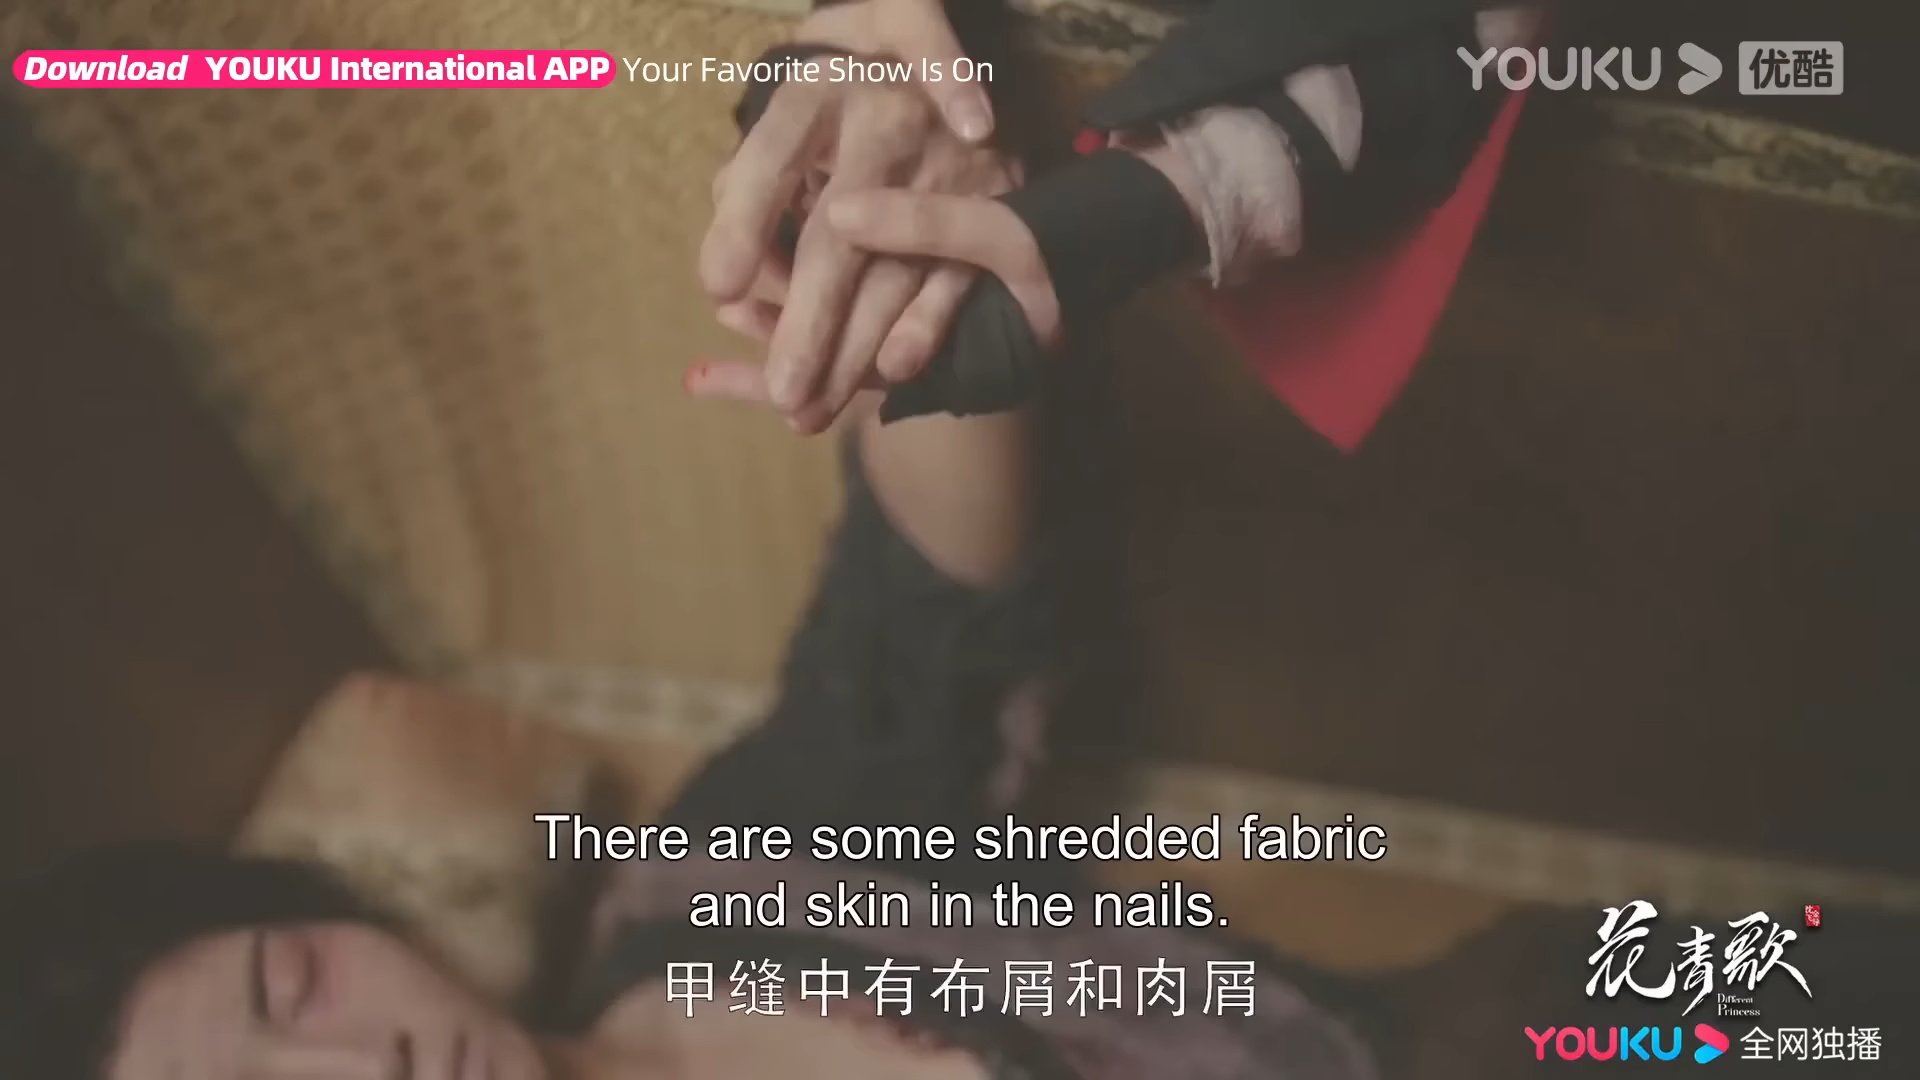 Download YOUKU International APP Your Favorite Show Is On
YOUKU 优酷
There are some shredded fabric
and skin in the nails.
甲缝中有布屑和肉屑
花青歌
Different
Princess
YOUKU 全网独播